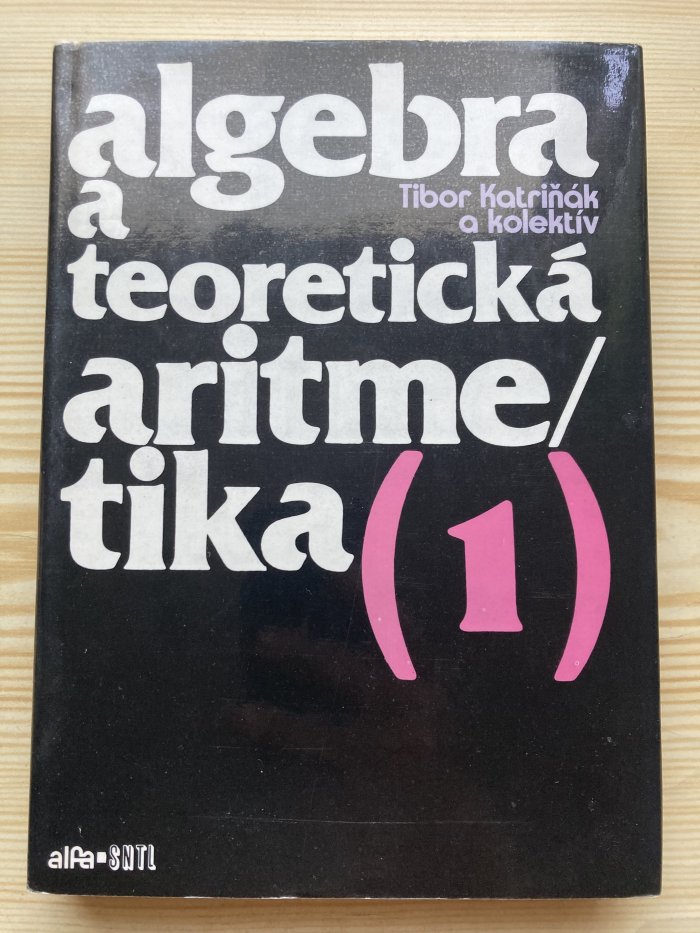 algebra
a
Tibor Katriňák
a kolektív
teoretická
aritme/
tika (1)
alfa SNTL